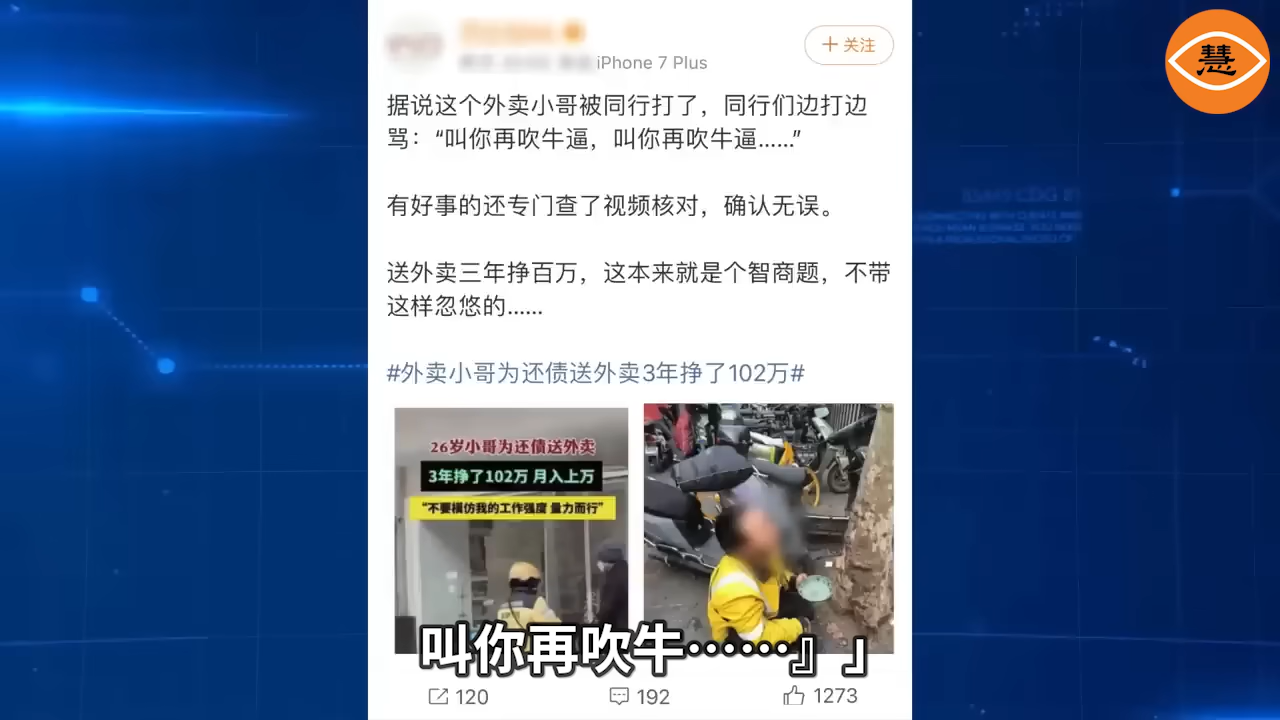 慧
iPhone 7 Plus
+ 关注
据说这个外卖小哥被同行打了，同行们边打边
骂：“叫你再吹牛逼，叫你再吹牛逼......”
有好事的还专门查了视频核对，确认无误。
送外卖三年挣百万，这本来就是个智商题，不带
这样忽悠的......
#外卖小哥为还债送外卖3年挣了102万#
26岁小哥为还债送外卖
3年挣了102万 月入上万
“不要模仿我的工作强度 量力而行”
叫你再吹牛……』」
120
192
1273